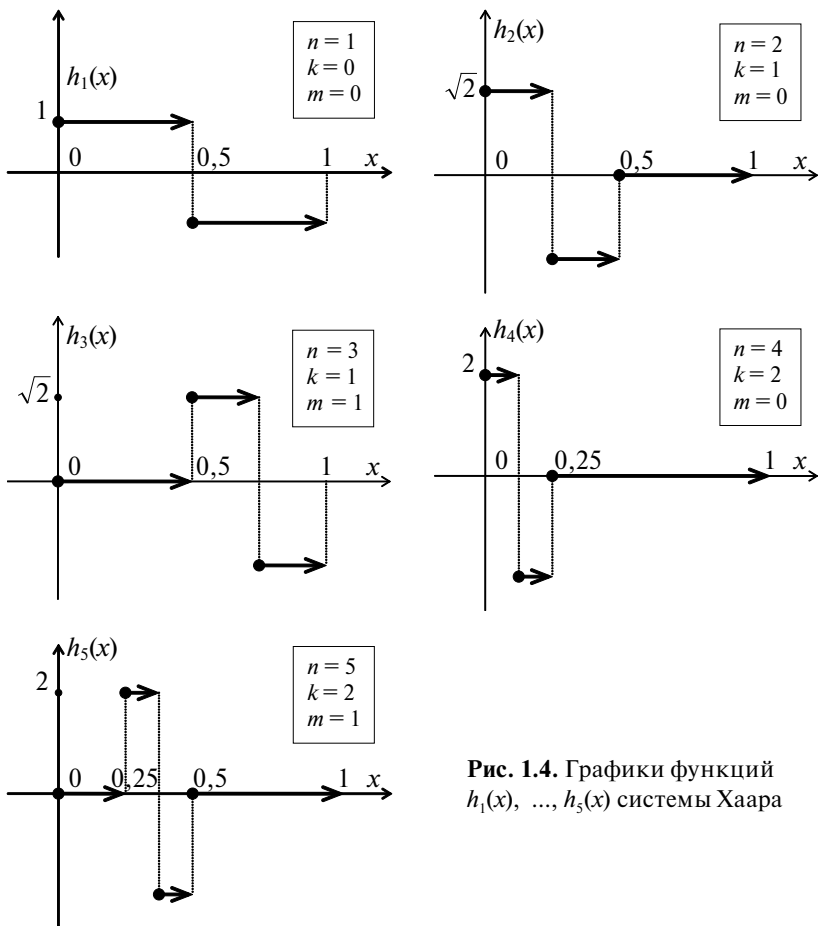 h₁(x)
n = 1
k = 0
m = 0
1
0 0,5 1 x
h₂(x)
n = 2
k = 1
m = 0
√2
0 0,5 1 x
h₃(x)
n = 3
k = 1
m = 1
√2
0 0,5 1 x
h₄(x)
n = 4
k = 2
m = 0
2
0 0,25 1 x
h₅(x)
n = 5
k = 2
m = 1
2
0 0,25 0,5 1 x
Рис. 1.4. Графики функций
h₁(x), ..., h₅(x) системы Хаара